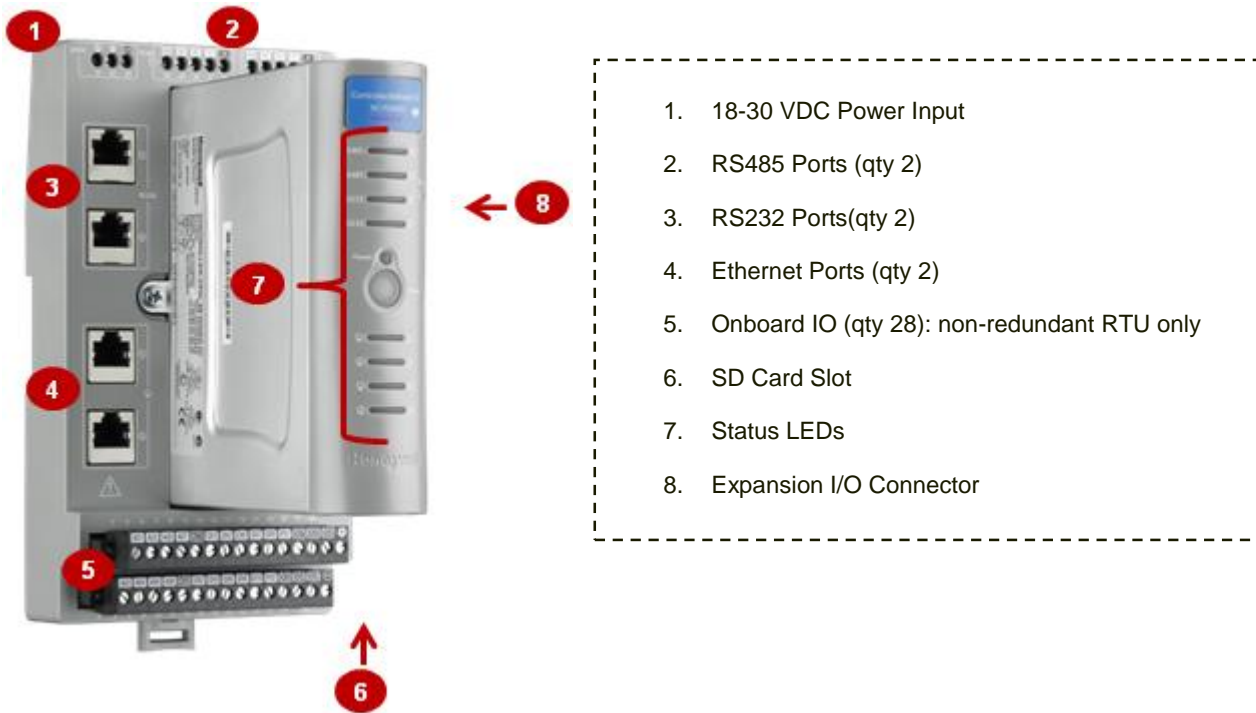 1
2
3
4
5
6
7
8
Honeywell
1. 18-30 VDC Power Input
2. RS485 Ports (qty 2)
3. RS232 Ports(qty 2)
4. Ethernet Ports (qty 2)
5. Onboard IO (qty 28): non-redundant RTU only
6. SD Card Slot
7. Status LEDs
8. Expansion I/O Connector